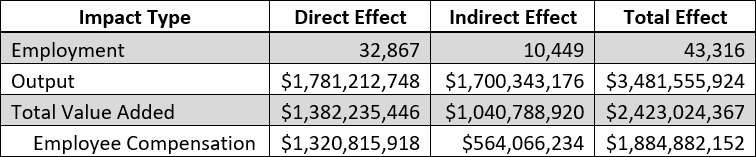 Impact Type Direct Effect Indirect Effect Total Effect
Employment 32,867 10,449 43,316
Output $1,781,212,748 $1,700,343,176 $3,481,555,924
Total Value Added $1,382,235,446 $1,040,788,920 $2,423,024,367
Employee Compensation $1,320,815,918 $564,066,234 $1,884,882,152